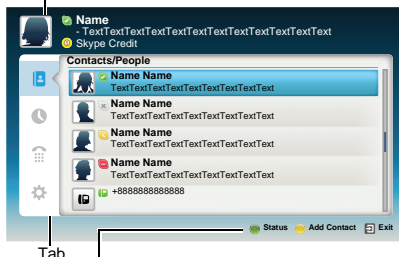 Name
- TextTextTextTextTextTextTextTextTextText
Skype Credit
Contacts/People
Name Name
TextTextTextTextTextTextTextText
Name Name
TextTextTextTextTextTextTextText
Name Name
TextTextTextTextTextTextTextText
Name Name
TextTextTextTextTextTextTextText
+8888888888888
Status Add Contact Exit
Tab